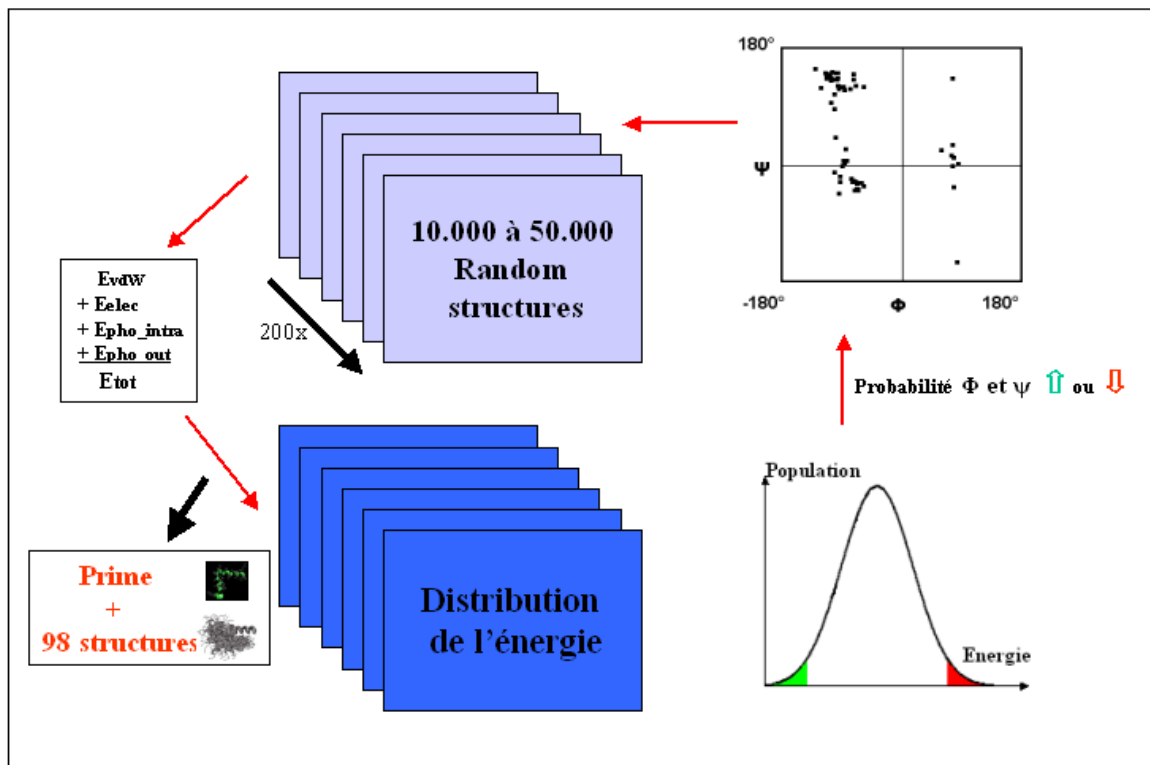 180°
Ψ
-180°
Φ
180°
10.000 à 50.000
Random
structures
EvdW
+ Eelec
+ Epho_intra
+ Epho_out
Etot
200x
Probabilité Φ et ψ ⇧ ou ⇩
Population
Energie
Prime
+
98 structures
Distribution
de l'énergie